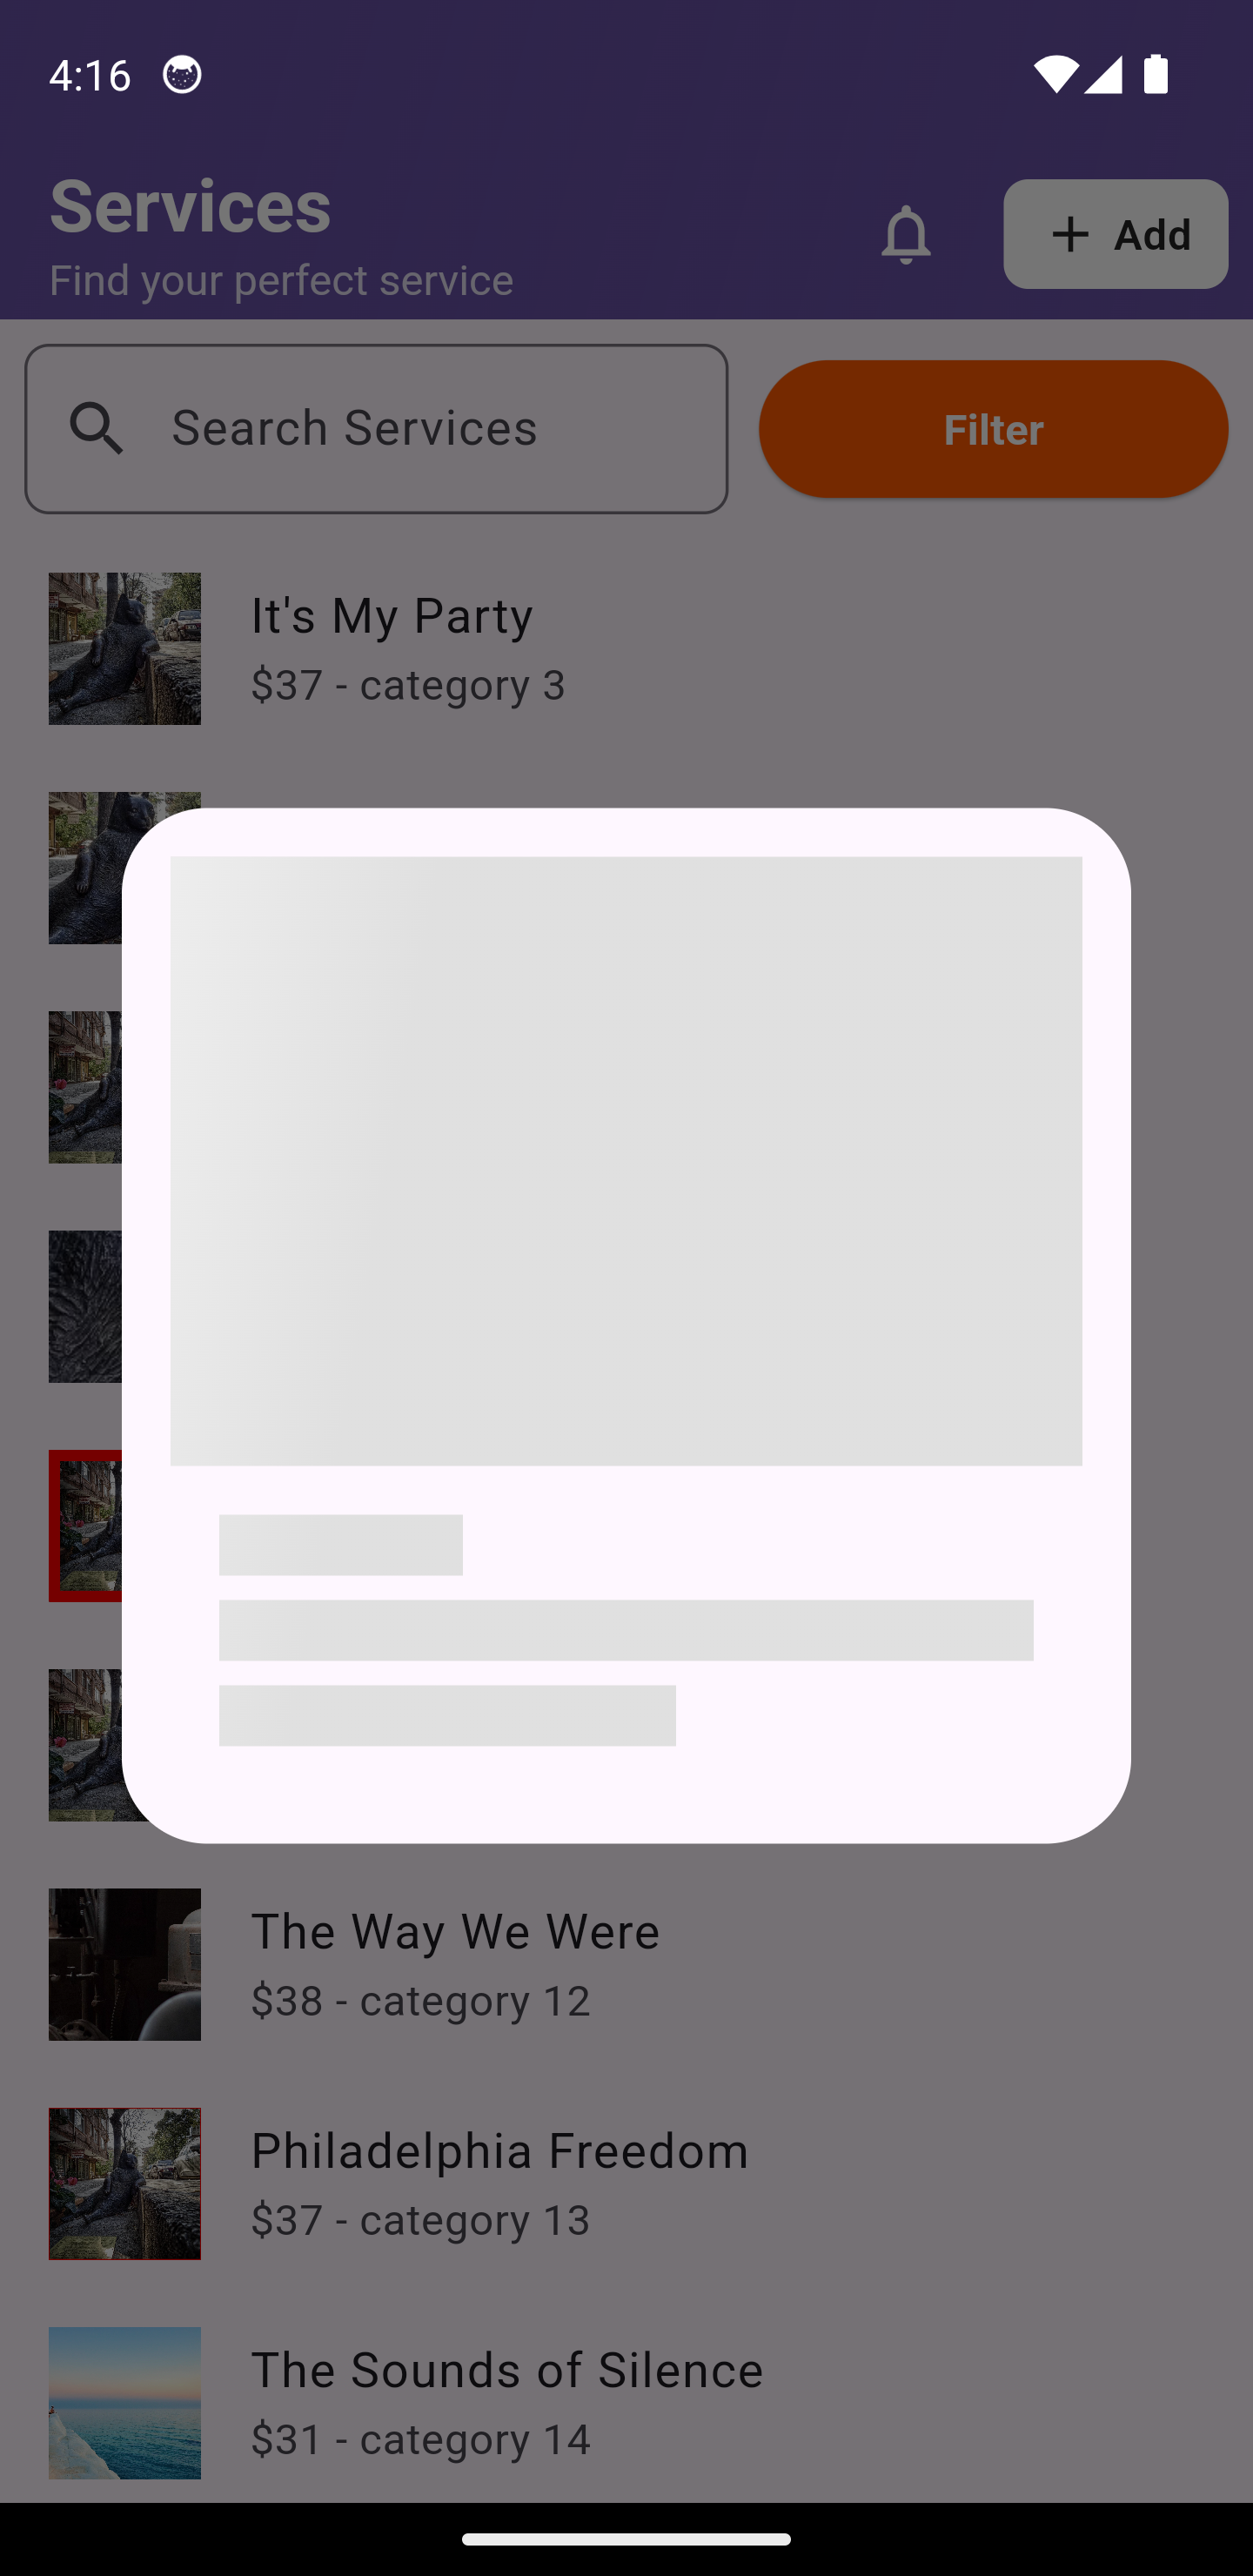 4:16
Services
Find your perfect service
Add
Search Services
Filter
It's My Party
$37 - category 3
The Way We Were
$38 - category 12
Philadelphia Freedom
$37 - category 13
The Sounds of Silence
$31 - category 14